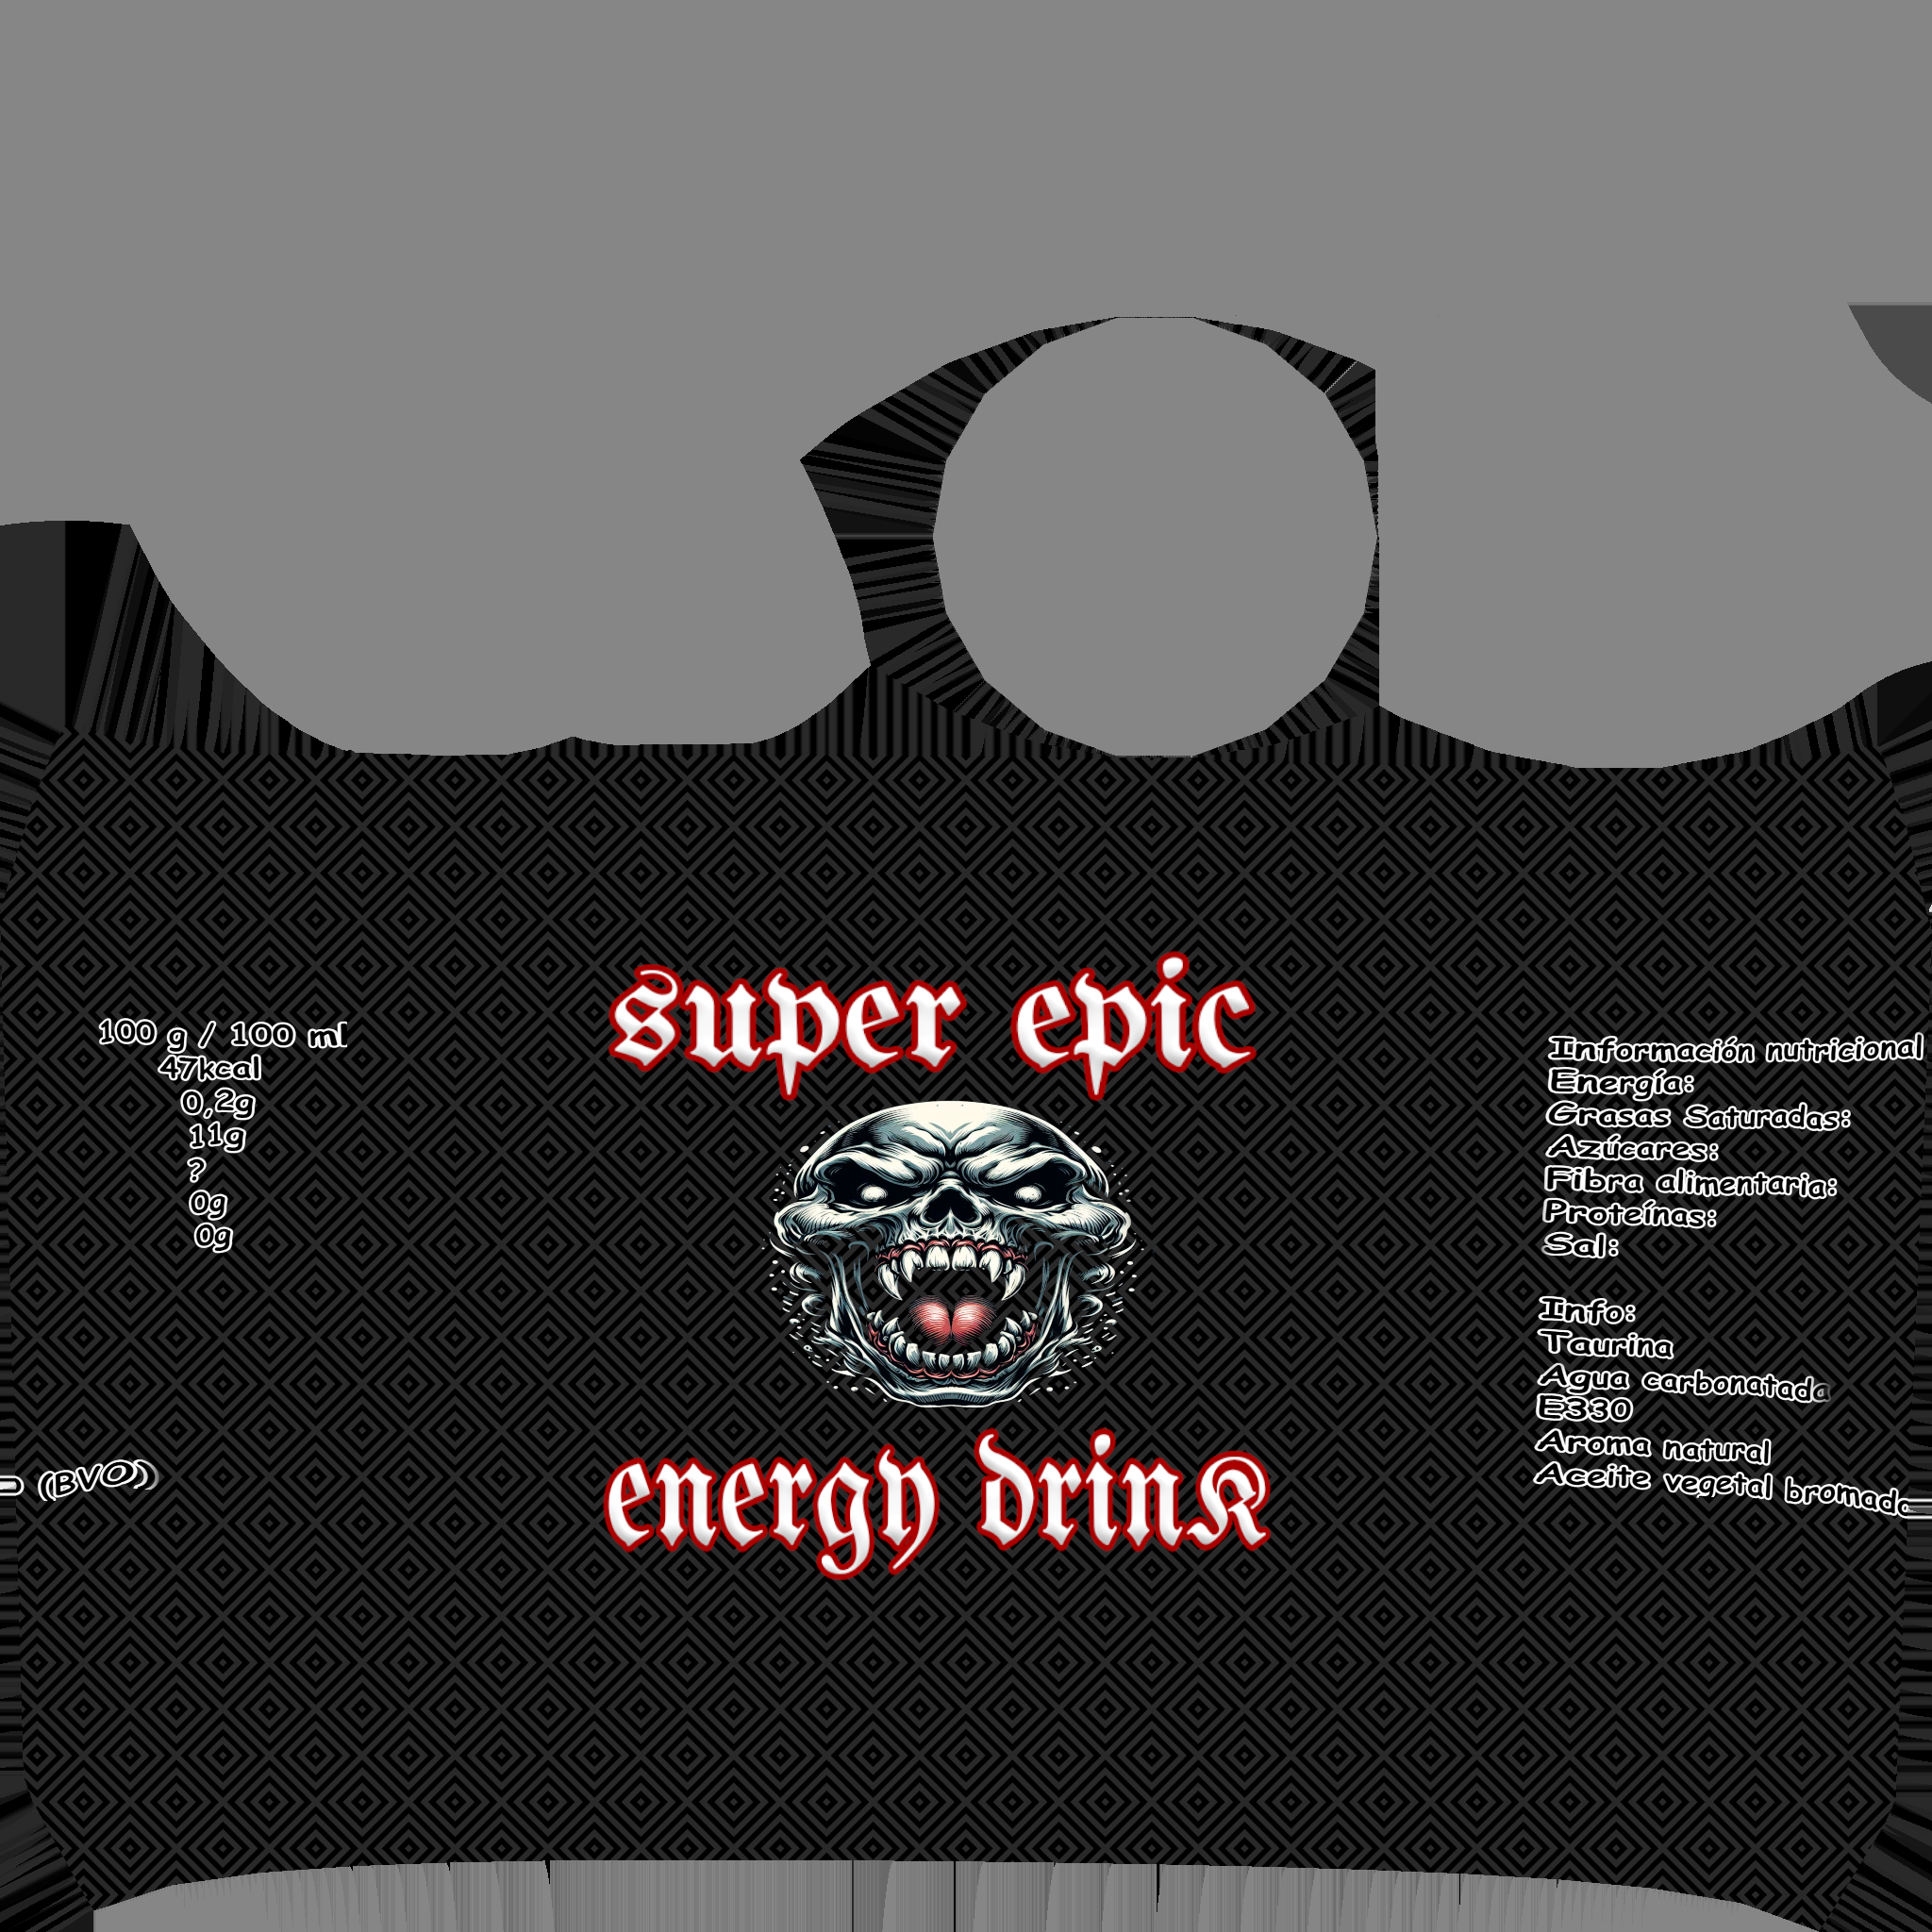 super epic
energy drink
100 g / 100 ml
47kcal
0,2g
11g
?
0g
0g
(BVO)
Información nutricional
Energía:
Grasas Saturadas:
Azúcares:
Fibra alimentaria:
Proteínas:
Sal:
Info:
Taurina
Agua carbonatada
E330
Aroma natural
Aceite vegetal bromado